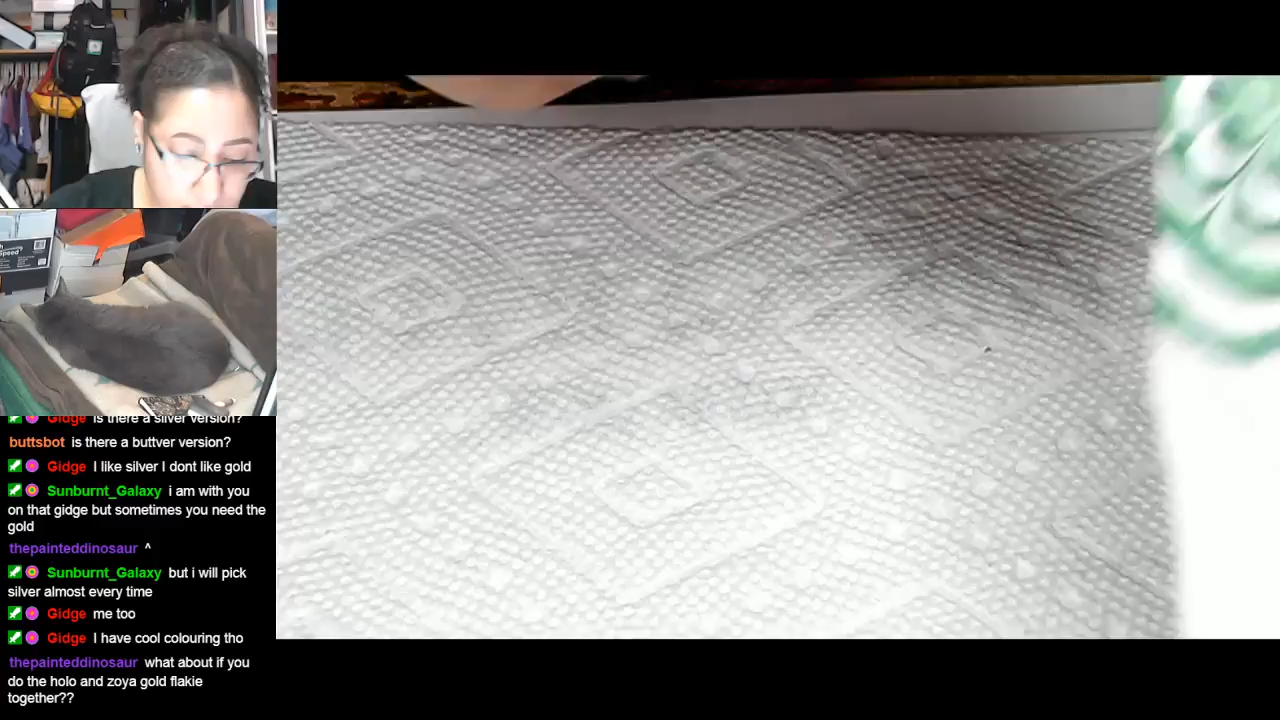 Speed
Gidge is there a silver version?
buttsbot is there a buttver version?
Gidge I like silver I dont like gold
Sunburnt_Galaxy i am with you
on that gidge but sometimes you need the
gold
thepainteddinosaur ^
Sunburnt_Galaxy but i will pick
silver almost every time
Gidge me too
Gidge I have cool colouring tho
thepainteddinosaur what about if you
do the holo and zoya gold flakie
together??